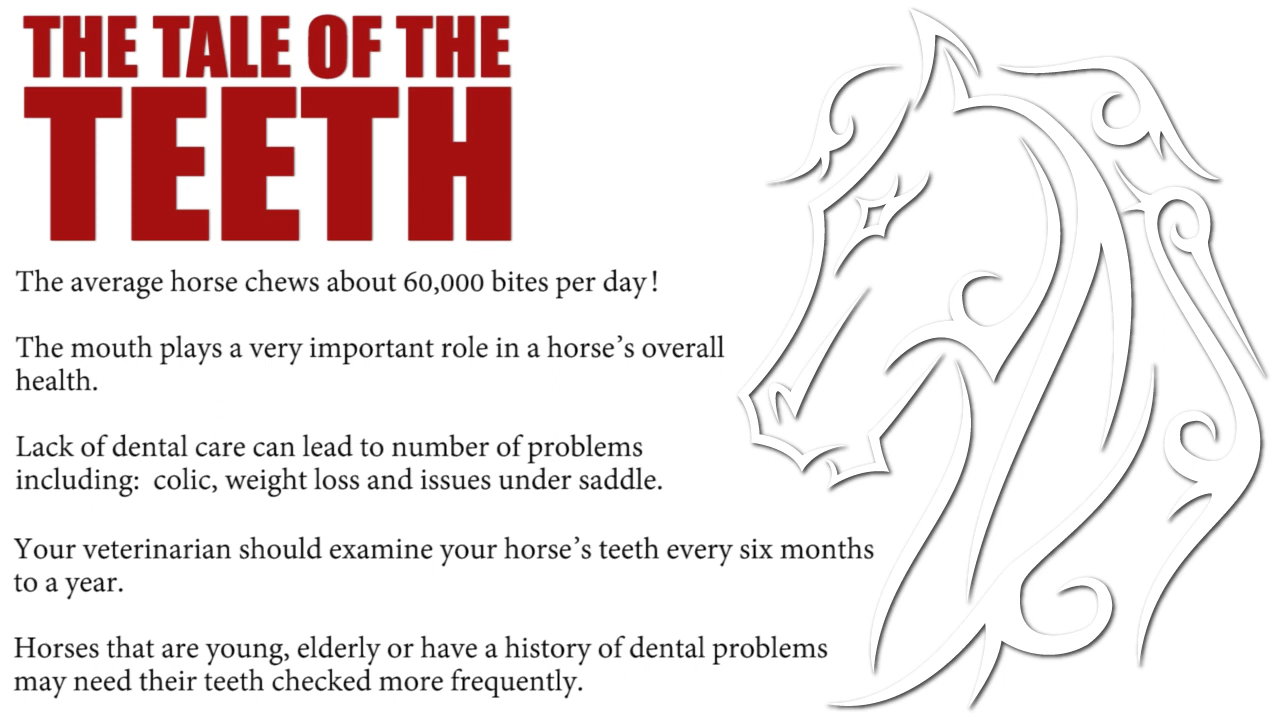 THE TALE OF THE
TEETH
The average horse chews about 60,000 bites per day!
The mouth plays a very important role in a horse’s overall
health.
Lack of dental care can lead to number of problems
including:  colic, weight loss and issues under saddle.
Your veterinarian should examine your horse’s teeth every six months
to a year.
Horses that are young, elderly or have a history of dental problems
may need their teeth checked more frequently.